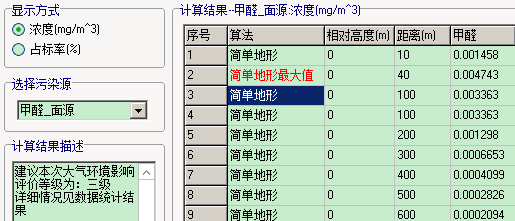 显示方式
浓度(mg/m^3)
占标率(%)
选择污染源
甲醛_面源
计算结果描述
建议本次大气环境影响
评价等级为：三级
详细情况见数据统计结
果
计算结果--甲醛_面源:浓度(mg/m^3)
序号 算法 相对高度(m) 距离(m) 甲醛
1 简单地形 0 10 0.001458
2 简单地形最大值 0 40 0.004743
3 简单地形 0 100 0.003363
4 简单地形 0 100 0.003363
5 简单地形 0 200 0.001298
6 简单地形 0 300 0.0006653
7 简单地形 0 400 0.0004099
8 简单地形 0 500 0.0002826
9 简单地形 0 600 0.0002094